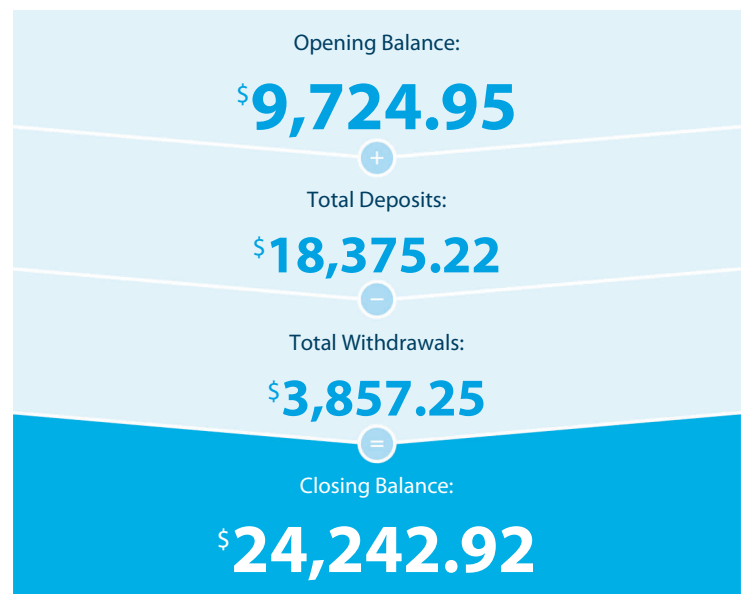 Opening Balance:
$9,724.95
+
Total Deposits:
$18,375.22
−
Total Withdrawals:
$3,857.25
=
Closing Balance:
$24,242.92